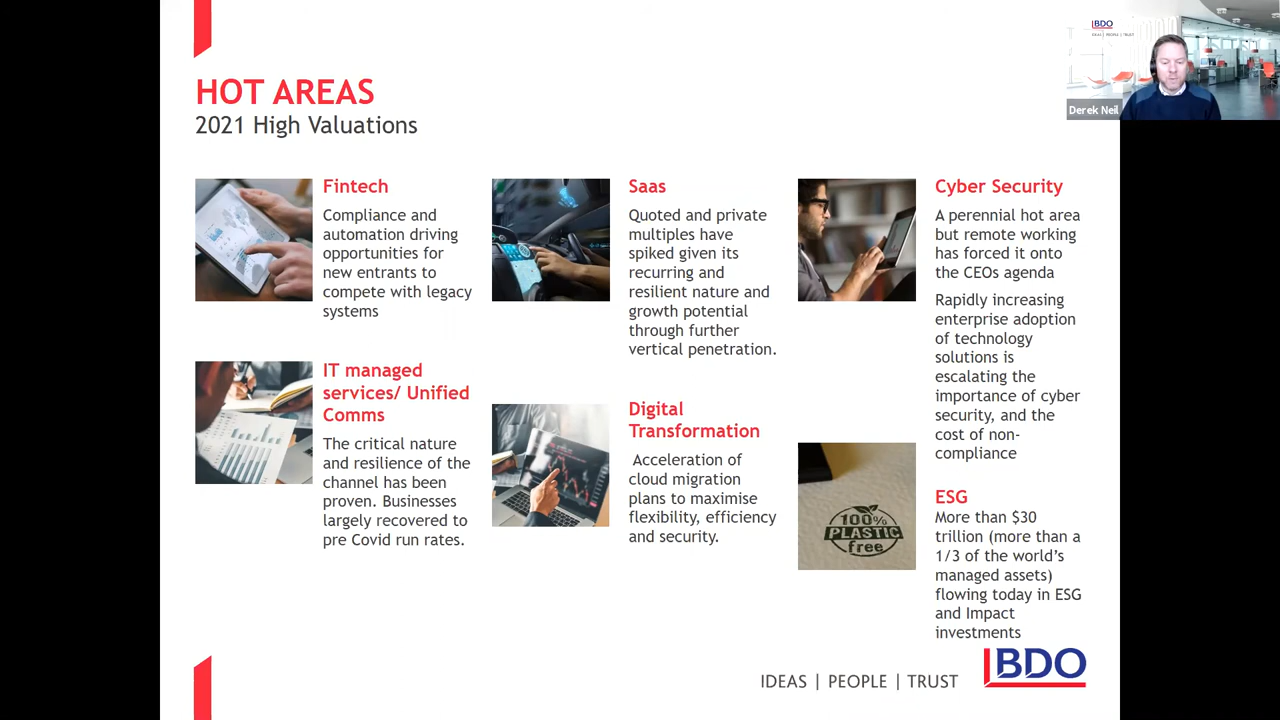 HOT AREAS
2021 High Valuations
Fintech
Compliance and
automation driving
opportunities for
new entrants to
compete with legacy
systems
IT managed
services/ Unified
Comms
The critical nature
and resilience of the
channel has been
proven. Businesses
largely recovered to
pre Covid run rates.
Saas
Quoted and private
multiples have
spiked given its
recurring and
resilient nature and
growth potential
through further
vertical penetration.
Digital
Transformation
Acceleration of
cloud migration
plans to maximise
flexibility, efficiency
and security.
Cyber Security
A perennial hot area
but remote working
has forced it onto
the CEOs agenda
Rapidly increasing
enterprise adoption
of technology
solutions is
escalating the
importance of cyber
security, and the
cost of non-
compliance
100%
PLASTIC
free
ESG
More than $30
trillion (more than a
1/3 of the world's
managed assets)
flowing today in ESG
and Impact
investments
IDEAS | PEOPLE | TRUST
BDO
BDO
IDEAS | PEOPLE | TRUST
Derek Neil